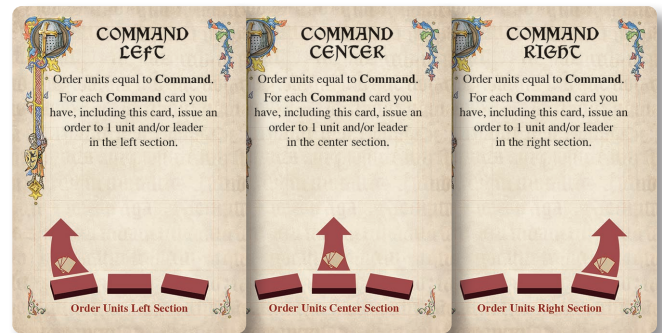 COMMAND
LEFT
Order units equal to Command.
For each Command card you
have, including this card, issue an
order to 1 unit and/or leader
in the left section.
Order Units Left Section
COMMAND
CENTER
Order units equal to Command.
For each Command card you
have, including this card, issue an
order to 1 unit and/or leader
in the center section.
Order Units Center Section
COMMAND
RIGHT
Order units equal to Command.
For each Command card you
have, including this card, issue an
order to 1 unit and/or leader
in the right section.
Order Units Right Section